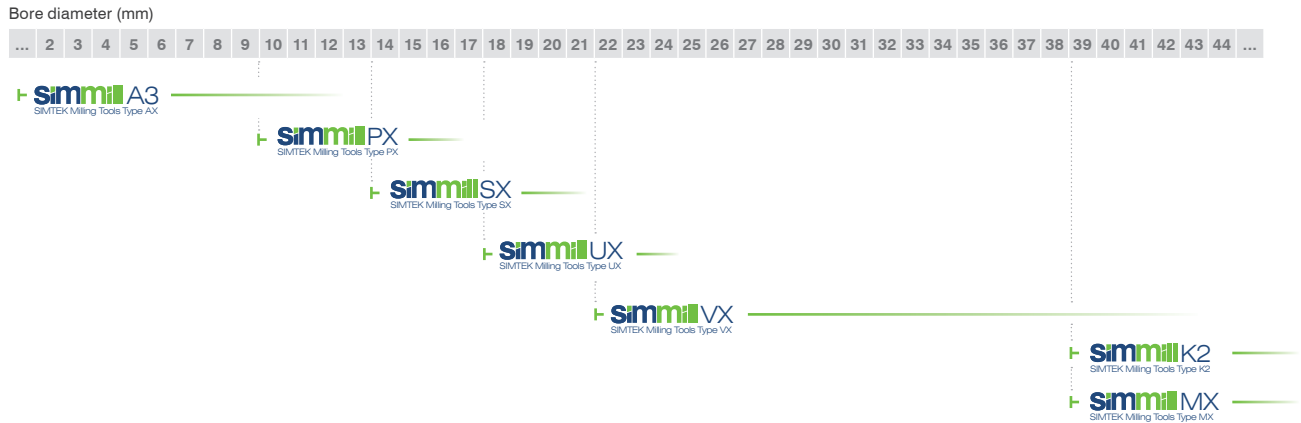 Bore diameter (mm)
... 2 3 4 5 6 7 8 9 10 11 12 13 14 15 16 17 18 19 20 21 22 23 24 25 26 27 28 29 30 31 32 33 34 35 36 37 38 39 40 41 42 43 44 ...
simmill A3
SIMTEK Milling Tools Type AX
simmill PX
SIMTEK Milling Tools Type PX
simmill SX
SIMTEK Milling Tools Type SX
simmill UX
SIMTEK Milling Tools Type UX
simmill VX
SIMTEK Milling Tools Type VX
simmill K2
SIMTEK Milling Tools Type K2
simmill MX
SIMTEK Milling Tools Type MX